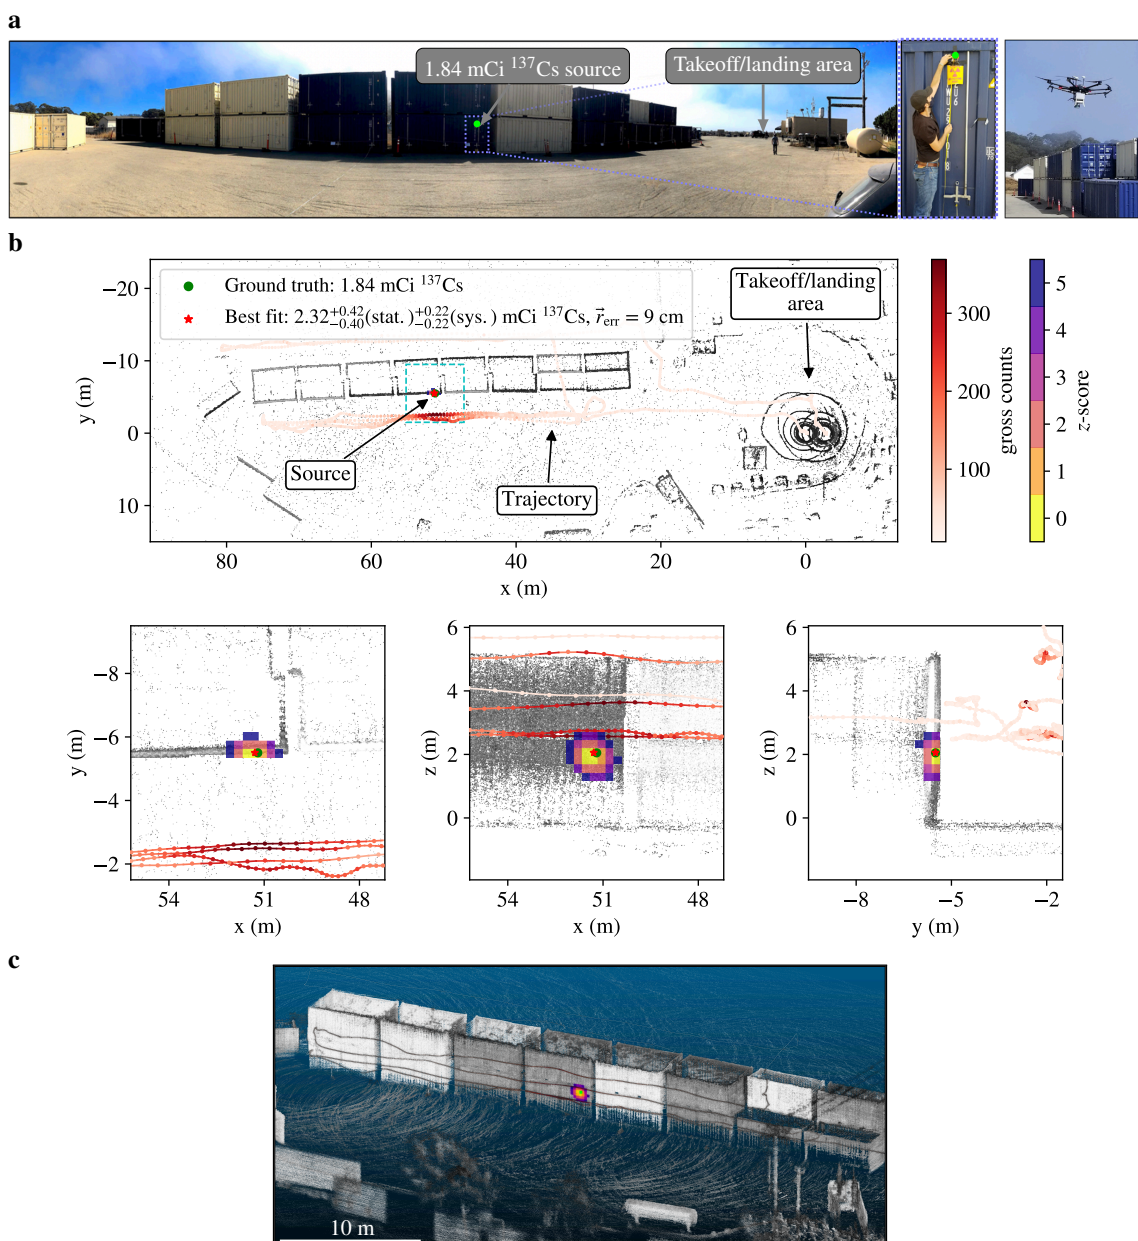 a
1.84 mCi ¹³⁷Cs source
Takeoff/landing area
b
Ground truth: 1.84 mCi ¹³⁷Cs
Best fit: 2.32+0.42−0.40(stat.)+0.22−0.22(sys.) mCi ¹³⁷Cs, r⃗err = 9 cm
Takeoff/landing
area
Source
Trajectory
−20
−10
0
10
y (m)
80
60
40
20
0
x (m)
300
200
100
gross counts
5
4
3
2
1
0
z-score
−8
−6
−4
−2
y (m)
54
51
48
x (m)
6
4
2
0
z (m)
54
51
48
x (m)
6
4
2
0
z (m)
−8
−5
−2
y (m)
c
10 m